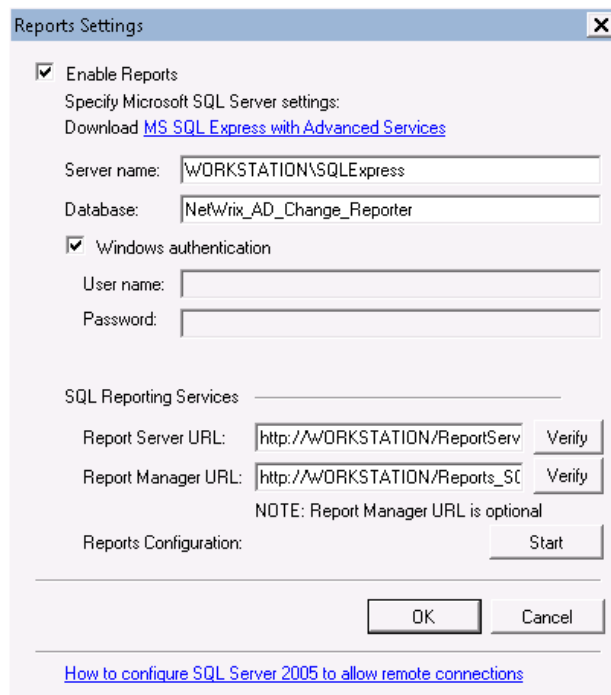 Reports Settings
Enable Reports
Specify Microsoft SQL Server settings:
Download MS SQL Express with Advanced Services
Server name: WORKSTATION\SQLExpress
Database: NetWrix_AD_Change_Reporter
Windows authentication
User name:
Password:
SQL Reporting Services
Report Server URL: http://WORKSTATION/ReportServ Verify
Report Manager URL: http://WORKSTATION/Reports_SQ Verify
NOTE: Report Manager URL is optional
Reports Configuration: Start
OK Cancel
How to configure SQL Server 2005 to allow remote connections